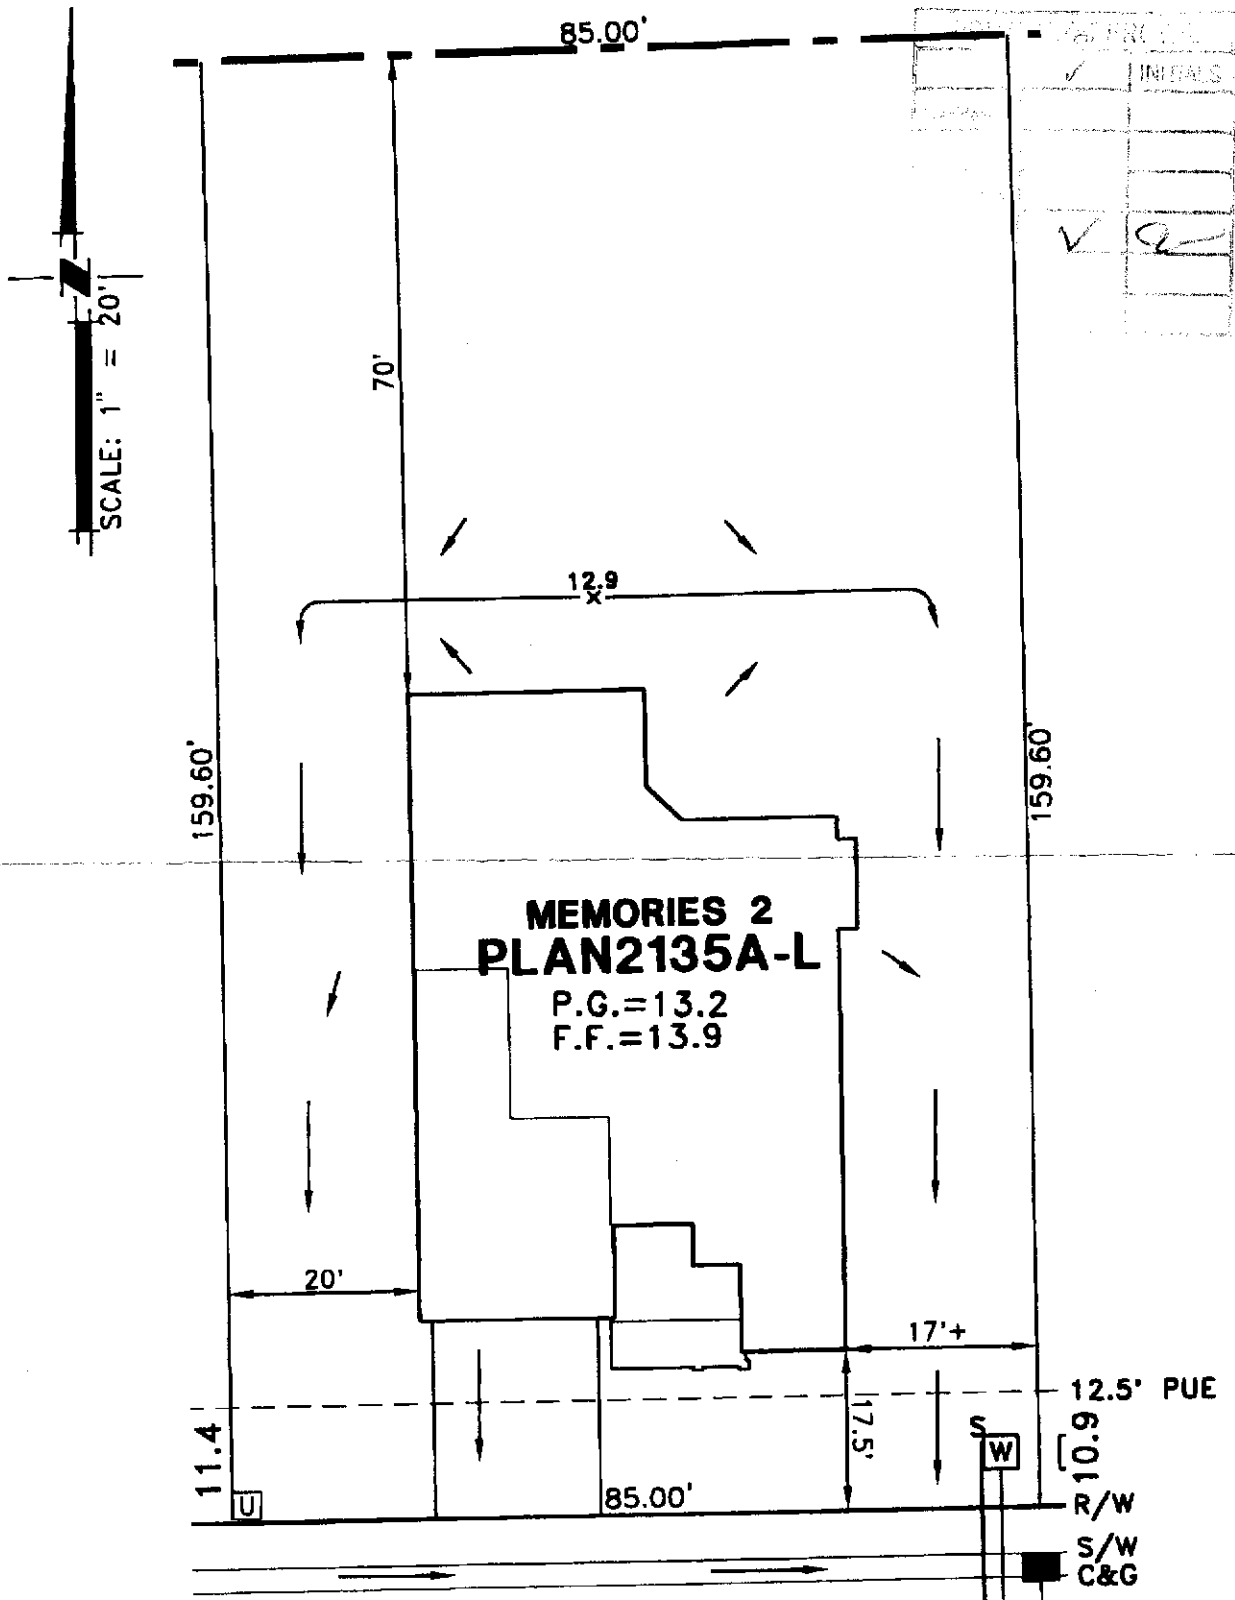 85.00'
INITIALS
N
SCALE: 1" = 20'
70'
12.9
x
159.60'
159.60'
MEMORIES 2
PLAN2135A-L
P.G.=13.2
F.F.=13.9
20'
17'+
12.5' PUE
17.5'
11.4
10.9
S
W
U
85.00'
R/W
S/W
C&G